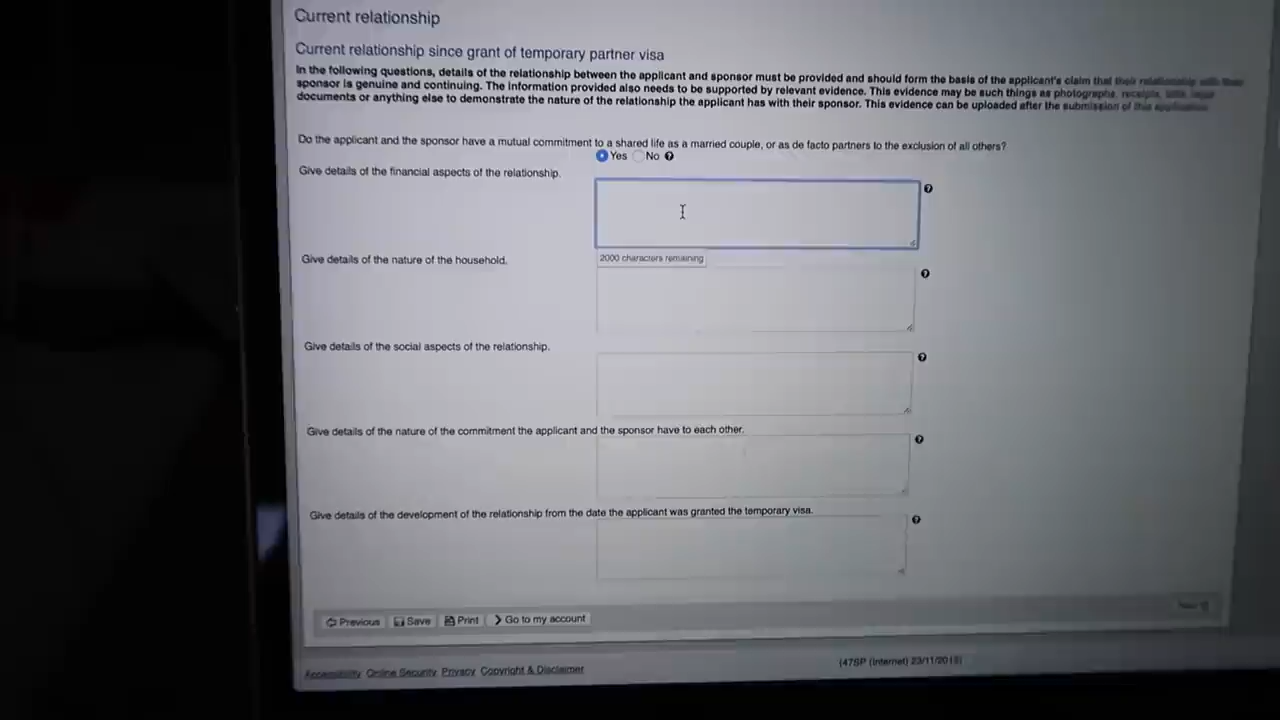 Current relationship
Current relationship since grant of temporary partner visa
In the following questions, details of the relationship between the applicant and sponsor must be provided and should form the basis of the applicant's claim that their relationship with their
sponsor is genuine and continuing. The information provided also needs to be supported by relevant evidence. This evidence may be such things as photographs, receipts,
documents or anything else to demonstrate the nature of the relationship the applicant has with their sponsor. This evidence can be uploaded after the submission of this application.
Do the applicant and the sponsor have a mutual commitment to a shared life as a married couple, or as de facto partners to the exclusion of all others?
Yes No ?
Give details of the financial aspects of the relationship.
?
2000 characters remaining
Give details of the nature of the household.
?
Give details of the social aspects of the relationship.
?
Give details of the nature of the commitment the applicant and the sponsor have to each other.
?
Give details of the development of the relationship from the date the applicant was granted the temporary visa.
?
Previous Save Print Go to my account
Accessibility Online Security Privacy Copyright & Disclaimer
(47SP (Internet)